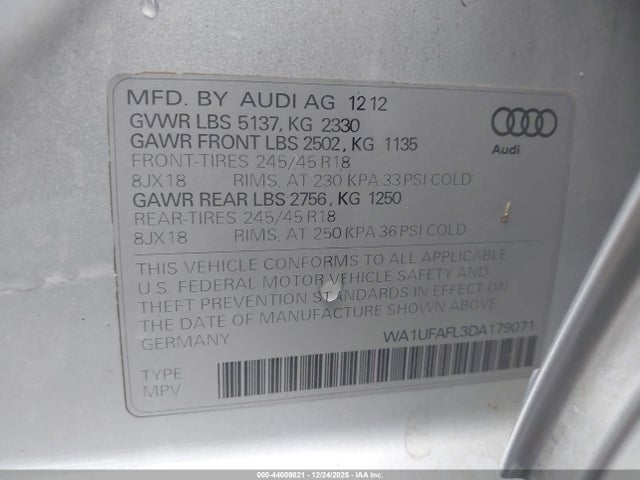 MFD. BY AUDI AG 12 12
GVWR LBS 5137, KG 2330
GAWR FRONT LBS 2502, KG 1135
FRONT-TIRES 245/45 R18
8JX18 RIMS, AT 230 KPA 33 PSI COLD
GAWR REAR LBS 2756, KG 1250
REAR-TIRES 245/45 R18
8JX18 RIMS, AT 250 KPA 36 PSI COLD
Audi
THIS VEHICLE CONFORMS TO ALL APPLICABLE
U.S. FEDERAL MOTOR VEHICLE SAFETY AND
THEFT PREVENTION STANDARDS IN EFFECT ON
THE DATE OF MANUFACTURE SHOWN ABOVE
GERMANY
WA1UFAFL3DA179071
TYPE
MPV
000-44009821 - 12/24/2025 - IAA Inc.